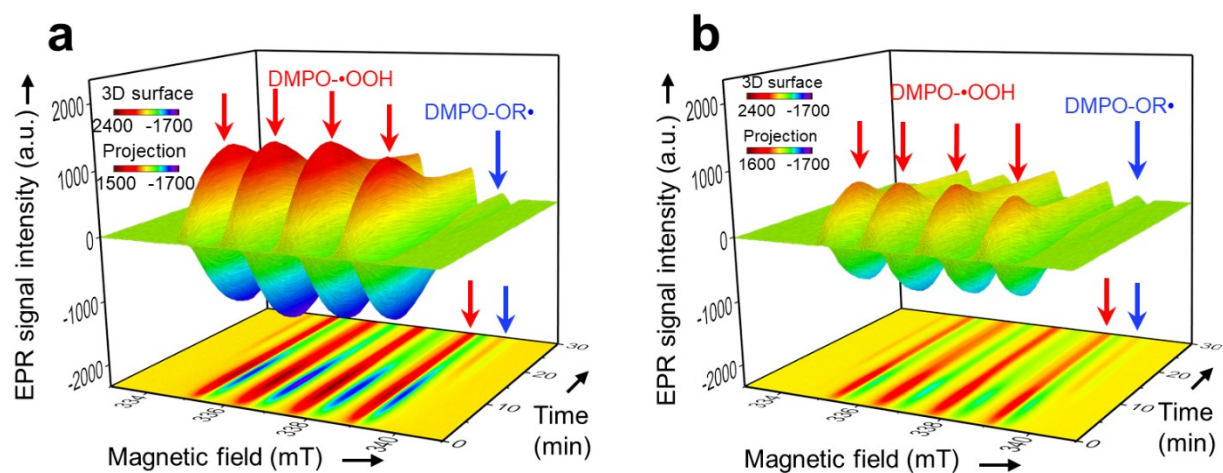 a
3D surface
2400 -1700
Projection
1500 -1700
DMPO-•OOH
DMPO-OR•
EPR signal intensity (a.u.)
2000
1000
0
-1000
-2000
334
336
338
340
Magnetic field (mT)
0
10
20
30
Time
(min)
b
3D surface
2400 -1700
Projection
1600 -1700
DMPO-•OOH
DMPO-OR•
EPR signal intensity (a.u.)
2000
1000
0
-1000
-2000
334
336
338
340
Magnetic field (mT)
0
10
20
30
Time
(min)